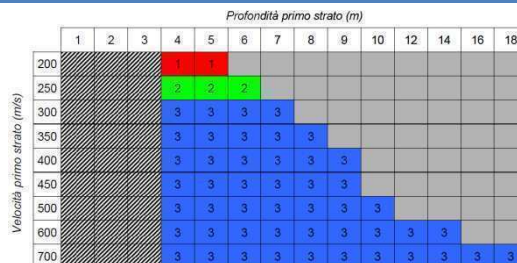 Profondità primo strato (m)
1 2 3 4 5 6 7 8 9 10 12 14 16 18
Velocità primo strato (m/s)
200 1 1
250 2 2 2
300 3 3 3 3
350 3 3 3 3 3
400 3 3 3 3 3 3
450 3 3 3 3 3 3
500 3 3 3 3 3 3 3
600 3 3 3 3 3 3 3 3 3
700 3 3 3 3 3 3 3 3 3 3 3